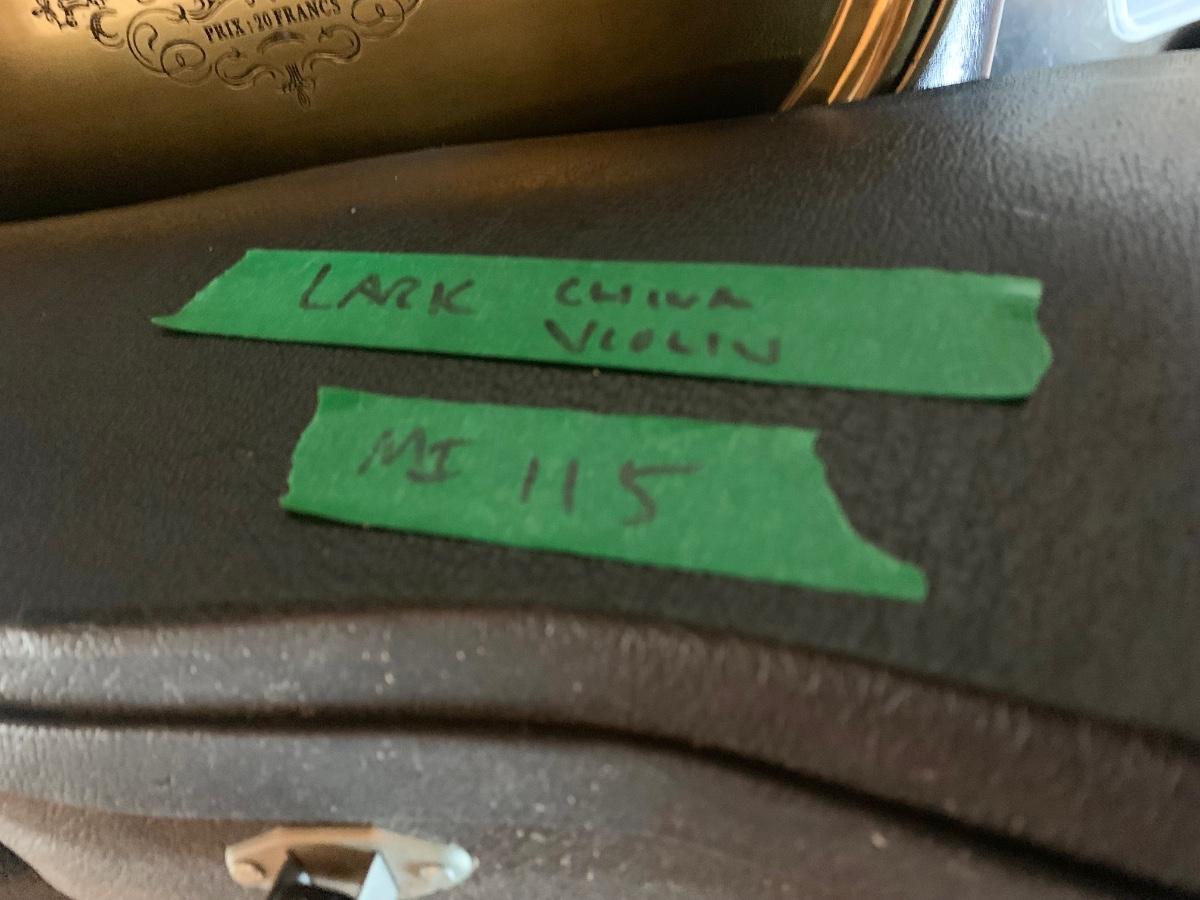 PRIX : 20 FRANCS
LARK CHINA
VIOLIN
MI 115